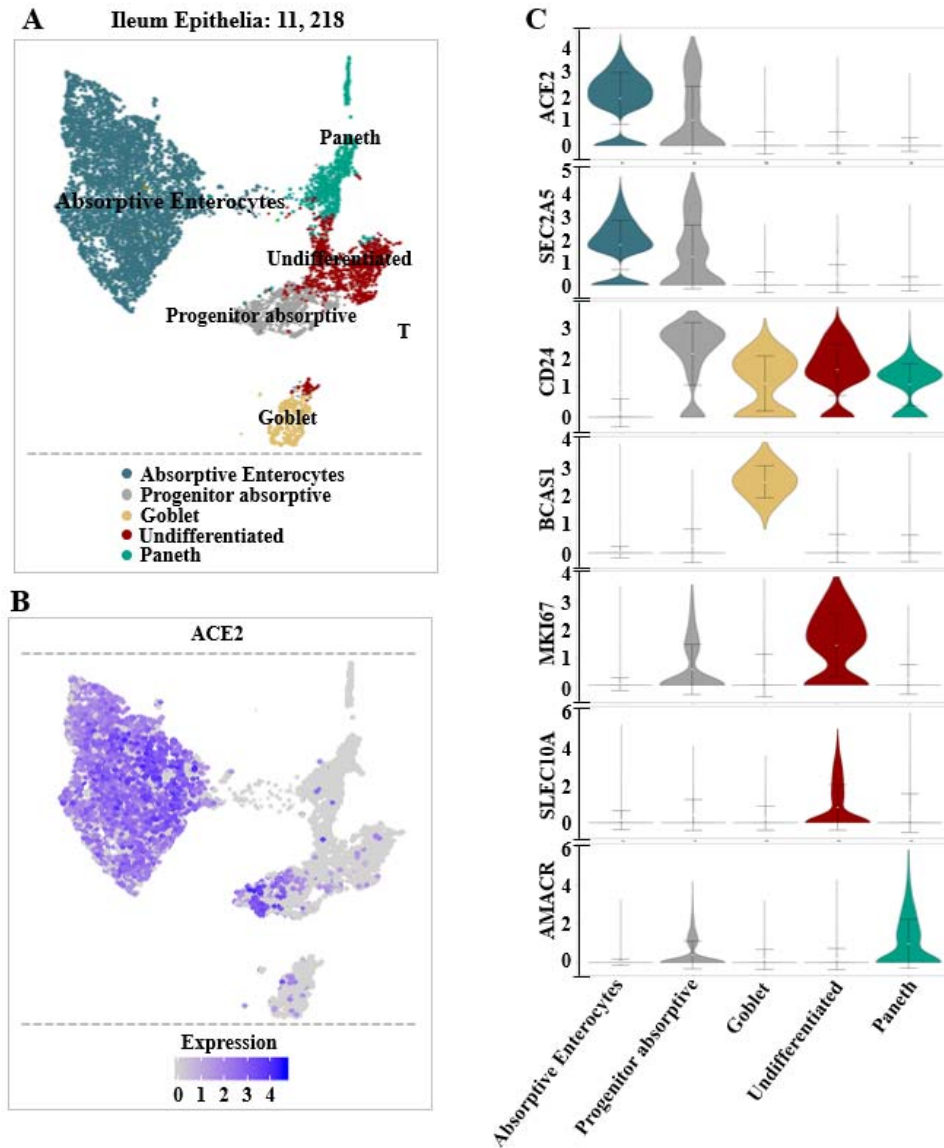 A
Ileum Epithelia: 11, 218
Paneth
Absorptive Enterocytes
Undifferentiated
Progenitor absorptive
T
Goblet
Absorptive Enterocytes
Progenitor absorptive
Goblet
Undifferentiated
Paneth
B
ACE2
Expression
0 1 2 3 4
C
ACE2
4
3
2
1
0
SEC2A5
5
4
3
2
1
0
CD24
3
2
1
0
BCAS1
4
3
2
1
0
MKI67
4
3
2
1
0
SLEC10A
6
4
2
0
AMACR
6
4
2
0
Absorptive Enterocytes
Progenitor absorptive
Goblet
Undifferentiated
Paneth